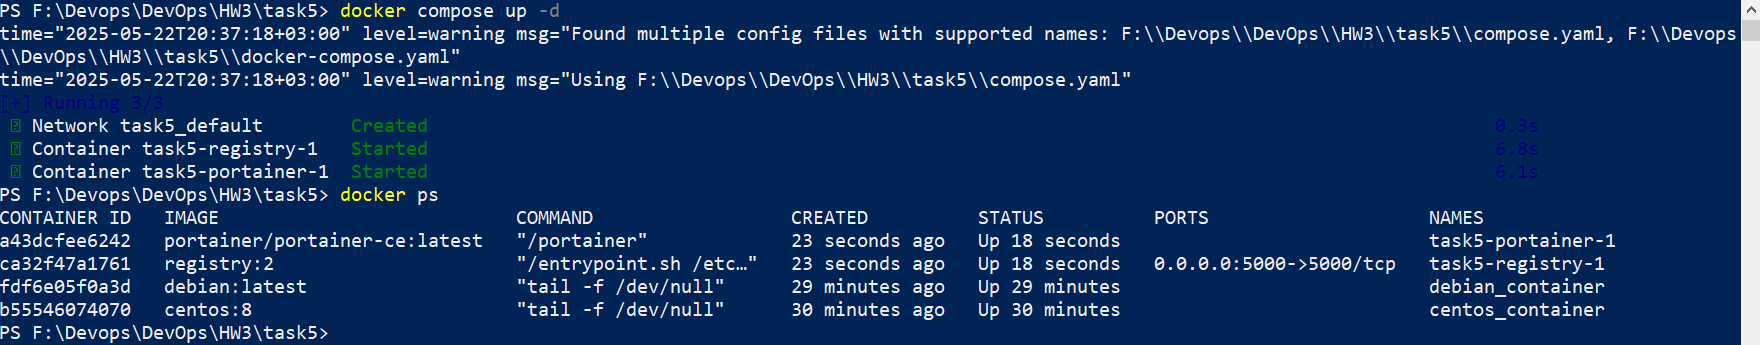 PS F:\Devops\DevOps\HW3\task5> docker compose up -d
time="2025-05-22T20:37:18+03:00" level=warning msg="Found multiple config files with supported names: F:\\Devops\\DevOps\\HW3\\task5\\compose.yaml, F:\\Devops
\\DevOps\\HW3\\task5\\docker-compose.yaml"
time="2025-05-22T20:37:18+03:00" level=warning msg="Using F:\\Devops\\DevOps\\HW3\\task5\\compose.yaml"
[+] Running 3/3
Network task5_default Created 0.3s
Container task5-registry-1 Started 6.8s
Container task5-portainer-1 Started 6.1s
PS F:\Devops\DevOps\HW3\task5> docker ps
CONTAINER ID IMAGE COMMAND CREATED STATUS PORTS NAMES
a43dcfee6242 portainer/portainer-ce:latest "/portainer" 23 seconds ago Up 18 seconds task5-portainer-1
ca32f47a1761 registry:2 "/entrypoint.sh /etc…" 23 seconds ago Up 18 seconds 0.0.0.0:5000->5000/tcp task5-registry-1
fdf6e05f0a3d debian:latest "tail -f /dev/null" 29 minutes ago Up 29 minutes debian_container
b55546074070 centos:8 "tail -f /dev/null" 30 minutes ago Up 30 minutes centos_container
PS F:\Devops\DevOps\HW3\task5>